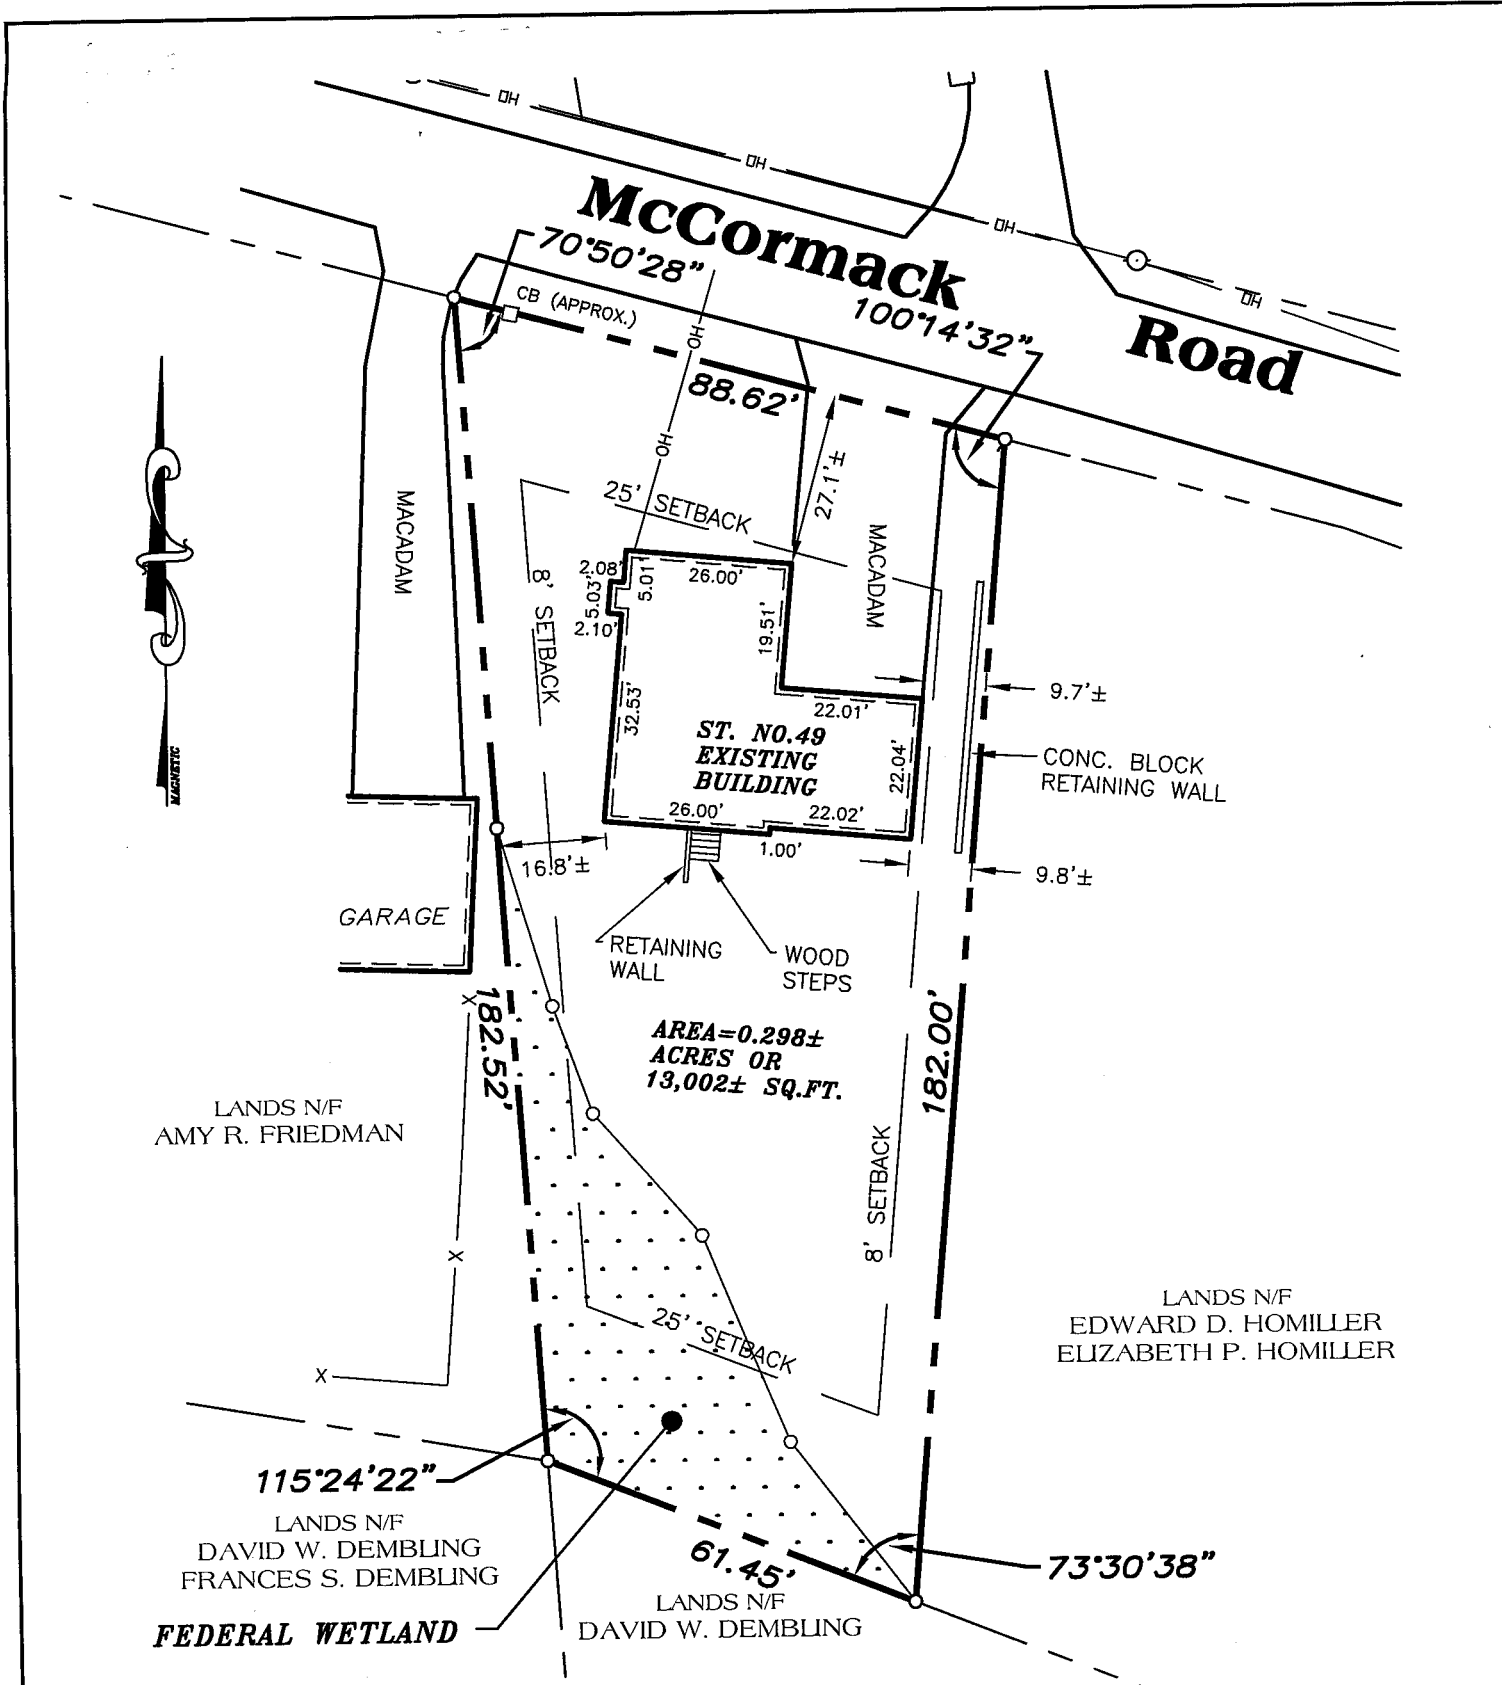 OH
OH
McCormack
Road
OH
OH
70°50'28"
CB (APPROX.)
OH
100°14'32"
88.62'
OH
27.1'±
25' SETBACK
MACADAM
MACADAM
8' SETBACK
2.08'
5.01'
26.00'
5.03'
2.10'
19.51'
32.53'
22.01'
9.7'±
ST. NO.49
EXISTING
BUILDING
22.04'
CONC. BLOCK
RETAINING WALL
MAGNETIC
26.00'
22.02'
1.00'
16.8'±
9.8'±
GARAGE
RETAINING
WALL
WOOD
STEPS
X
182.52'
AREA=0.298±
ACRES OR
13,002± SQ.FT.
182.00'
LANDS N/F
AMY R. FRIEDMAN
8' SETBACK
X
LANDS N/F
EDWARD D. HOMILLER
ELIZABETH P. HOMILLER
25' SETBACK
X
115°24'22"
LANDS N/F
DAVID W. DEMBLING
FRANCES S. DEMBLING
61.45'
73°30'38"
LANDS N/F
DAVID W. DEMBLING
FEDERAL WETLAND